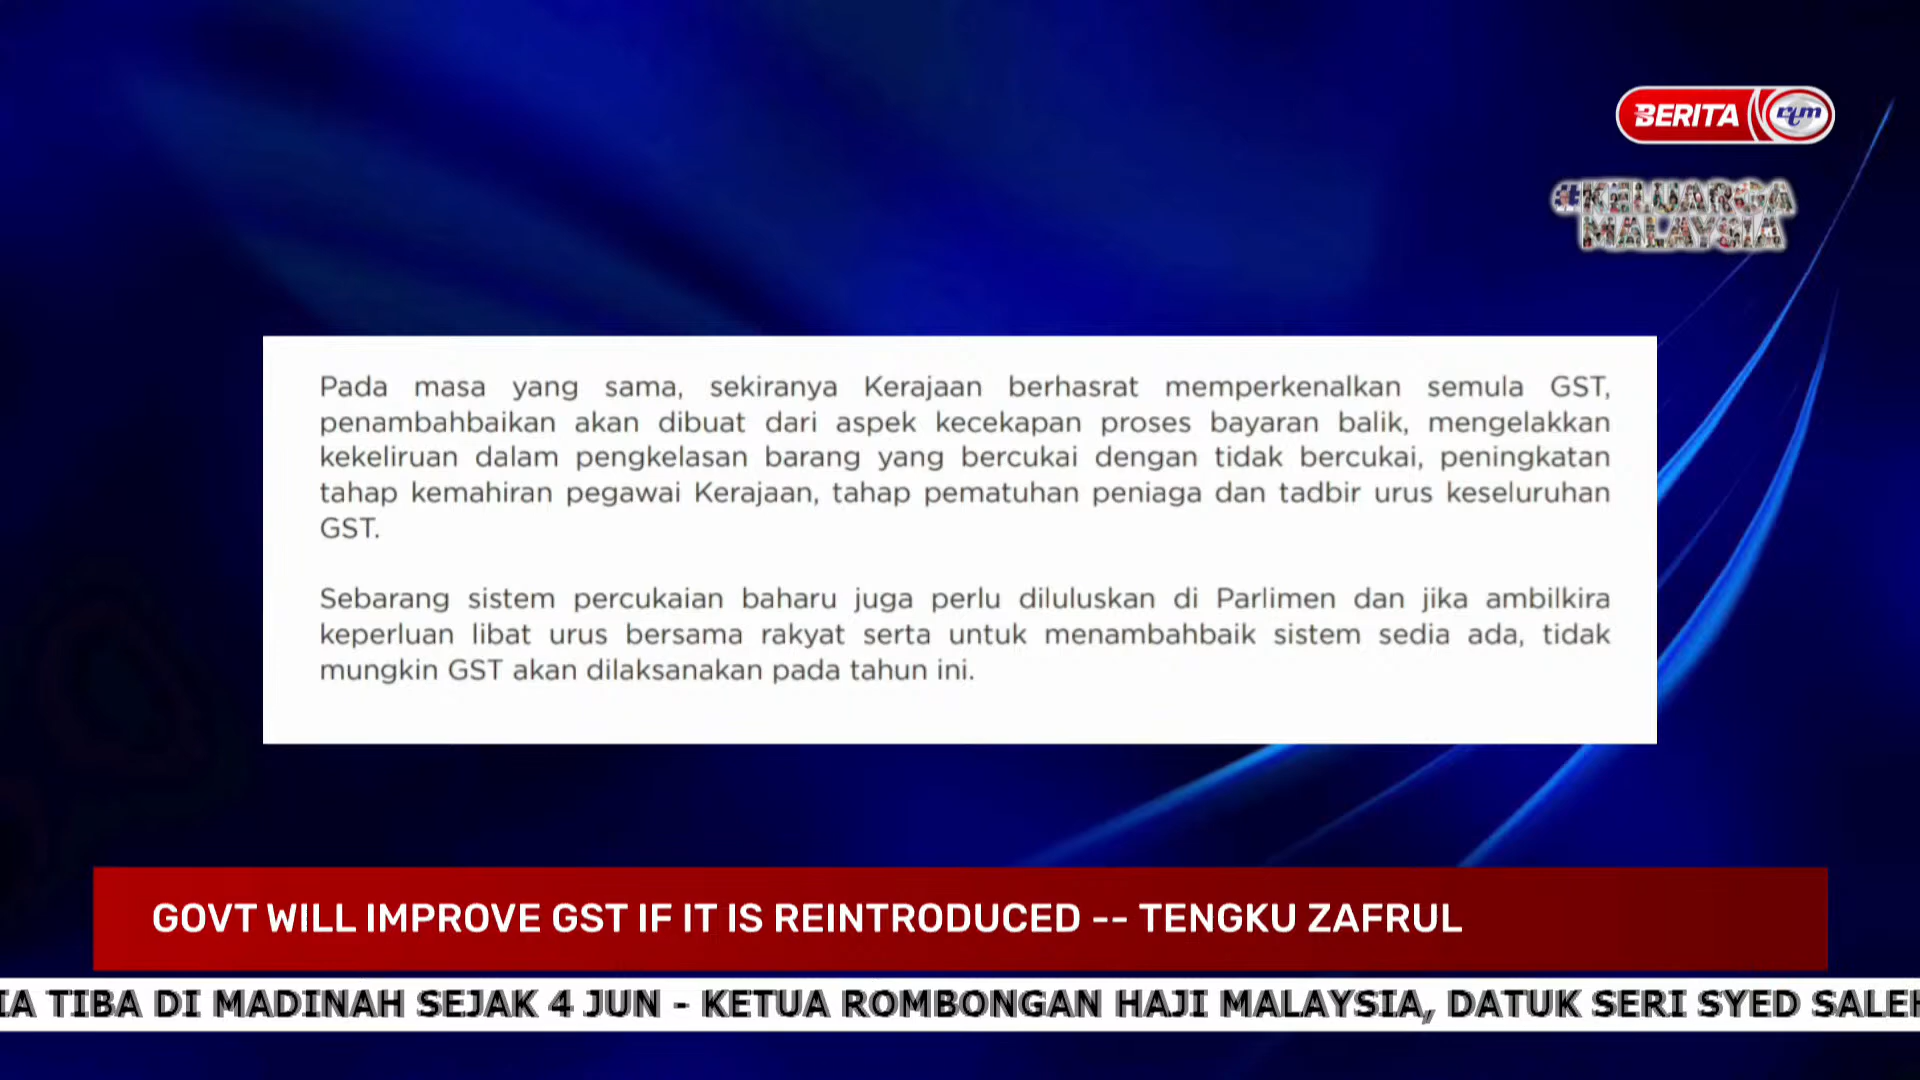 BERITA rtm
#KELUARGA
MALAYSIA
Pada masa yang sama, sekiranya Kerajaan berhasrat memperkenalkan semula GST,
penambahbaikan akan dibuat dari aspek kecekapan proses bayaran balik, mengelakkan
kekeliruan dalam pengkelasan barang yang bercukai dengan tidak bercukai, peningkatan
tahap kemahiran pegawai Kerajaan, tahap pematuhan peniaga dan tadbir urus keseluruhan
GST.
Sebarang sistem percukaian baharu juga perlu diluluskan di Parlimen dan jika ambilkira
keperluan libat urus bersama rakyat serta untuk menambahbaik sistem sedia ada, tidak
mungkin GST akan dilaksanakan pada tahun ini.
GOVT WILL IMPROVE GST IF IT IS REINTRODUCED -- TENGKU ZAFRUL
IA TIBA DI MADINAH SEJAK 4 JUN - KETUA ROMBONGAN HAJI MALAYSIA, DATUK SERI SYED SALEH